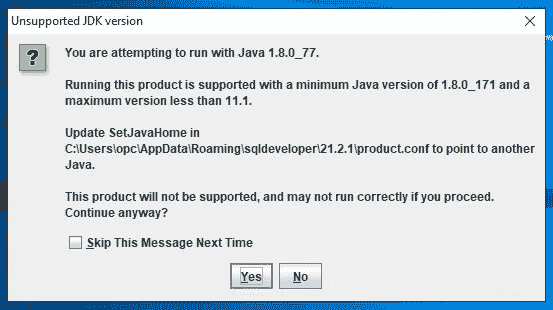 Unsupported JDK version
You are attempting to run with Java 1.8.0_77.
Running this product is supported with a minimum Java version of 1.8.0_171 and a
maximum version less than 11.1.
Update SetJavaHome in
C:\Users\opc\AppData\Roaming\sqldeveloper\21.2.1\product.conf to point to another
Java.
This product will not be supported, and may not run correctly if you proceed.
Continue anyway?
Skip This Message Next Time
Yes No